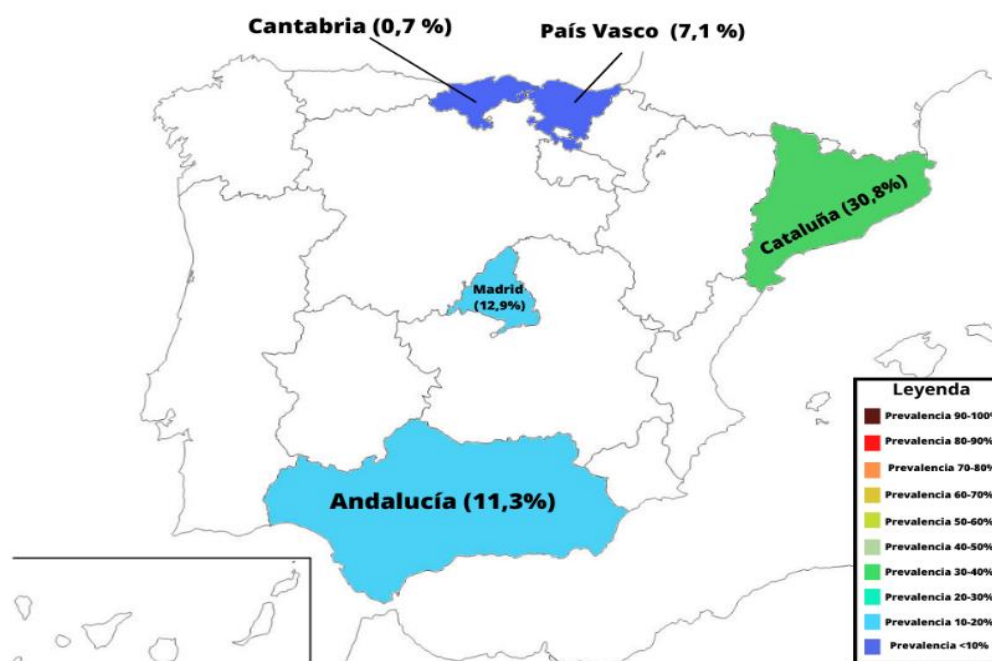 Cantabria (0,7 %)
País Vasco (7,1 %)
Cataluña (30,8%)
Madrid
(12,9%)
Andalucía (11,3%)
Leyenda
Prevalencia 90-100%
Prevalencia 80-90%
Prevalencia 70-80%
Prevalencia 60-70%
Prevalencia 50-60%
Prevalencia 40-50%
Prevalencia 30-40%
Prevalencia 20-30%
Prevalencia 10-20%
Prevalencia <10%